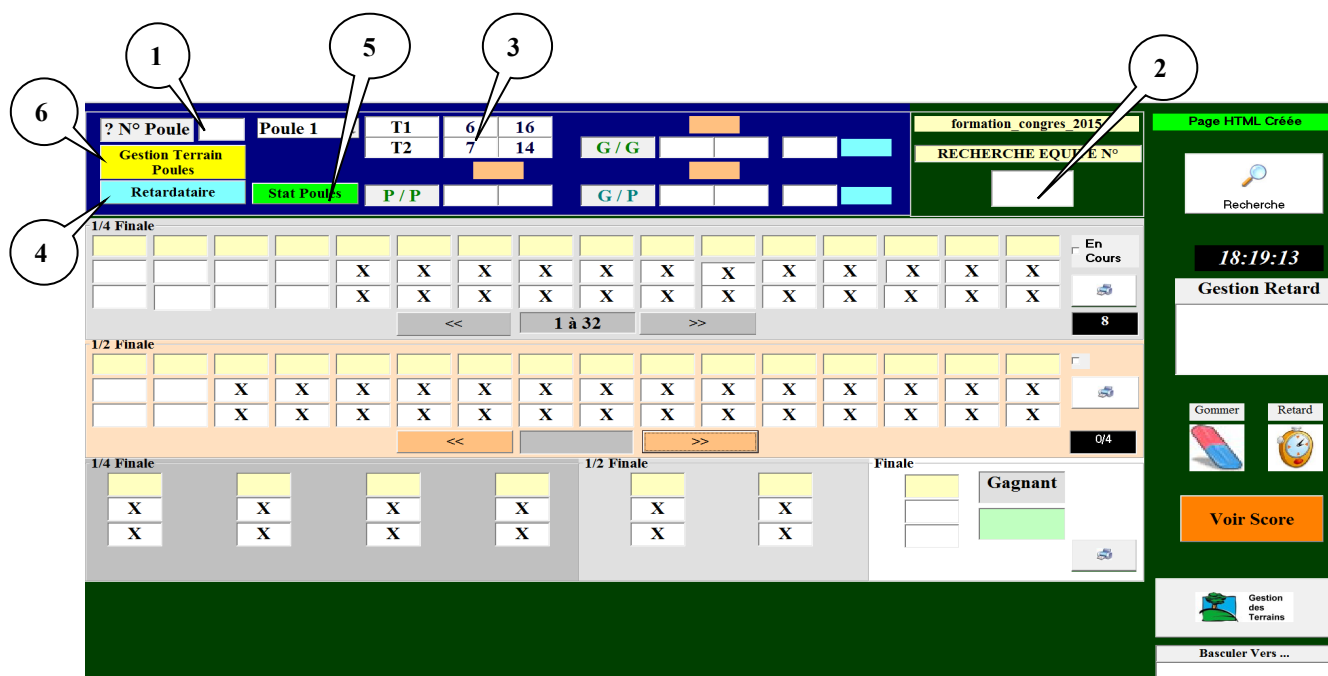 1
5
3
2
6
4
? N° Poule
Poule 1
T1 6 16
T2 7 14
G / G
Gestion Terrain
Poules
Retardataire
Stat Poules
P / P
G / P
formation_congres_2015
RECHERCHE EQUIPE N°
Page HTML Créée
Recherche
18:19:13
Gestion Retard
Gommer
Retard
Voir Score
Gestion
des
Terrains
Basculer Vers ...
1/4 Finale
X X X X X X X X X X X X
X X X X X X X X X X X X
En
Cours
<< 1 à 32 >>
8
1/2 Finale
X X X X X X X X X X X X X X
X X X X X X X X X X X X X X
<< >>
0/4
1/4 Finale
X X X X
X X X X
1/2 Finale
X X
X X
Finale
Gagnant